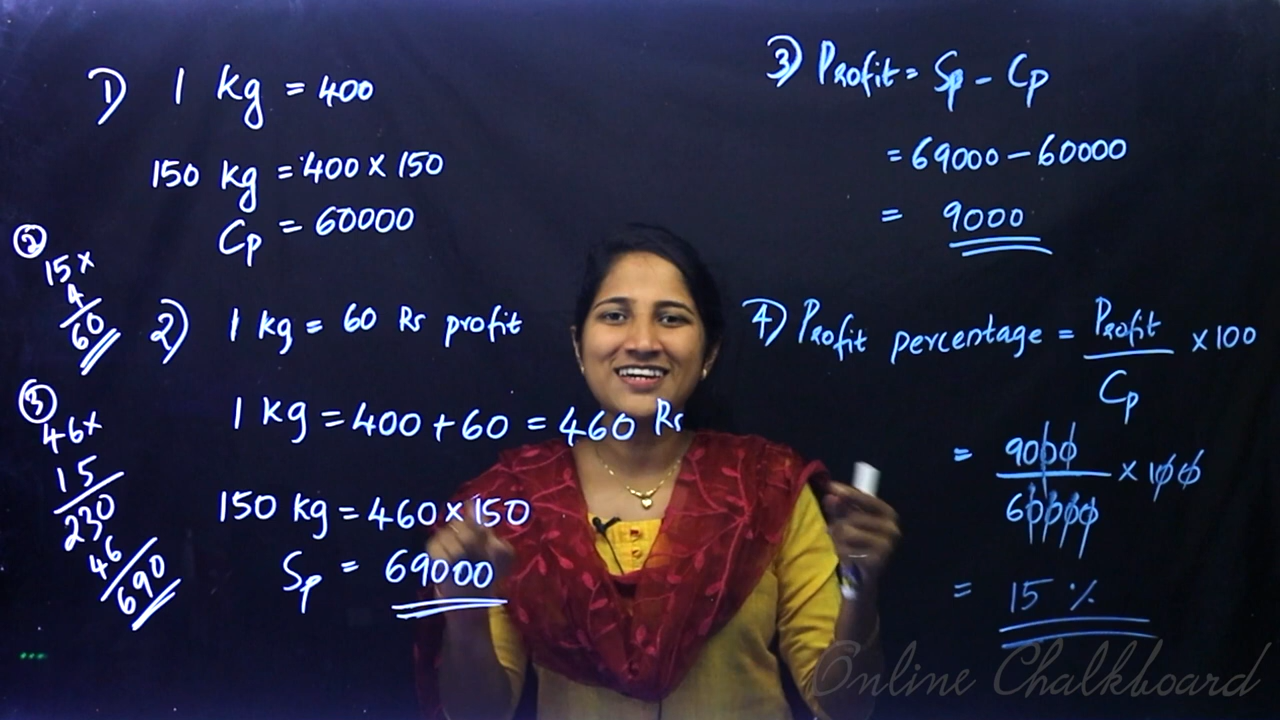 1) 1 kg = 400
150 kg = 400 x 150
Cp = 60000
②
15 x
4
60
2) 1 kg = 60 Rs profit
1 kg = 400 + 60 = 460 Rs
150 kg = 460 x 150
Sp = 69000
③
46 x
15
230
46
690
3) Profit = Sp - Cp
= 69000 - 60000
= 9000
4) Profit percentage = Profit / Cp x 100
= 9000 / 60000 x 100
= 15 %
Online Chalkboard